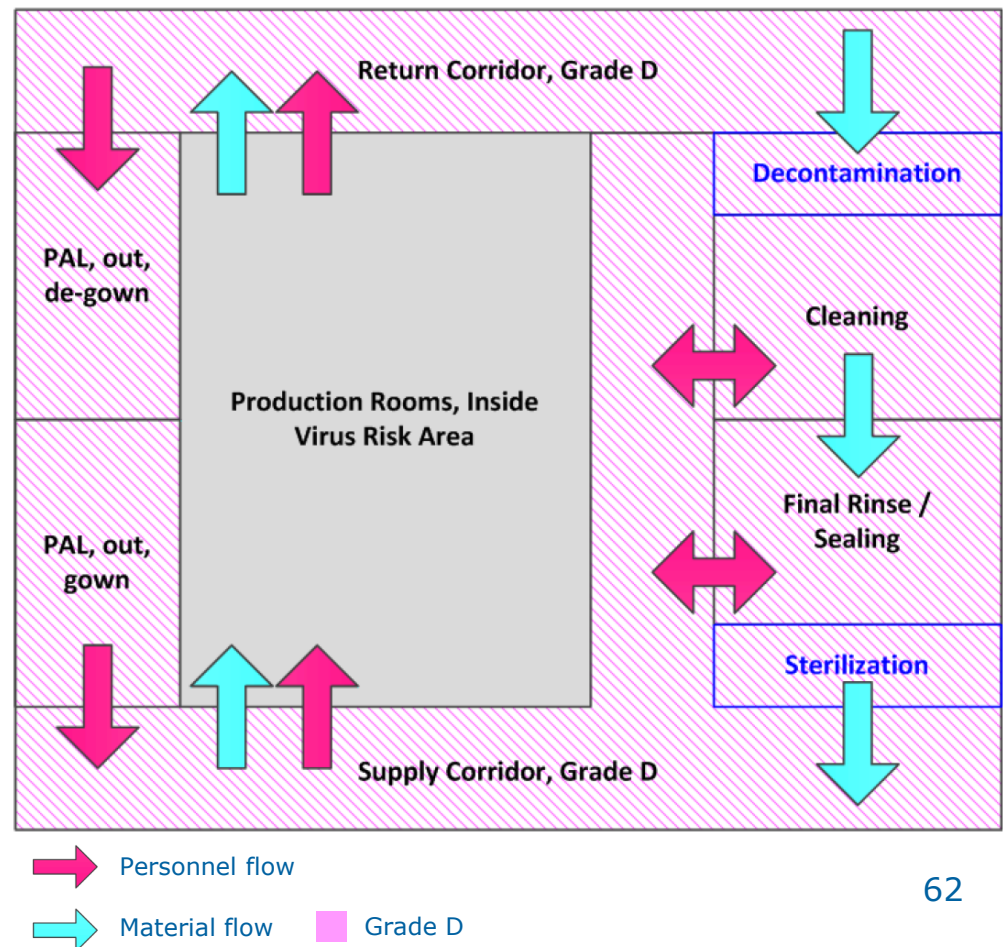 Return Corridor, Grade D
Decontamination
PAL, out,
de-gown
Cleaning
Production Rooms, Inside
Virus Risk Area
Final Rinse /
Sealing
PAL, out,
gown
Sterilization
Supply Corridor, Grade D
Personnel flow
62
Material flow
Grade D